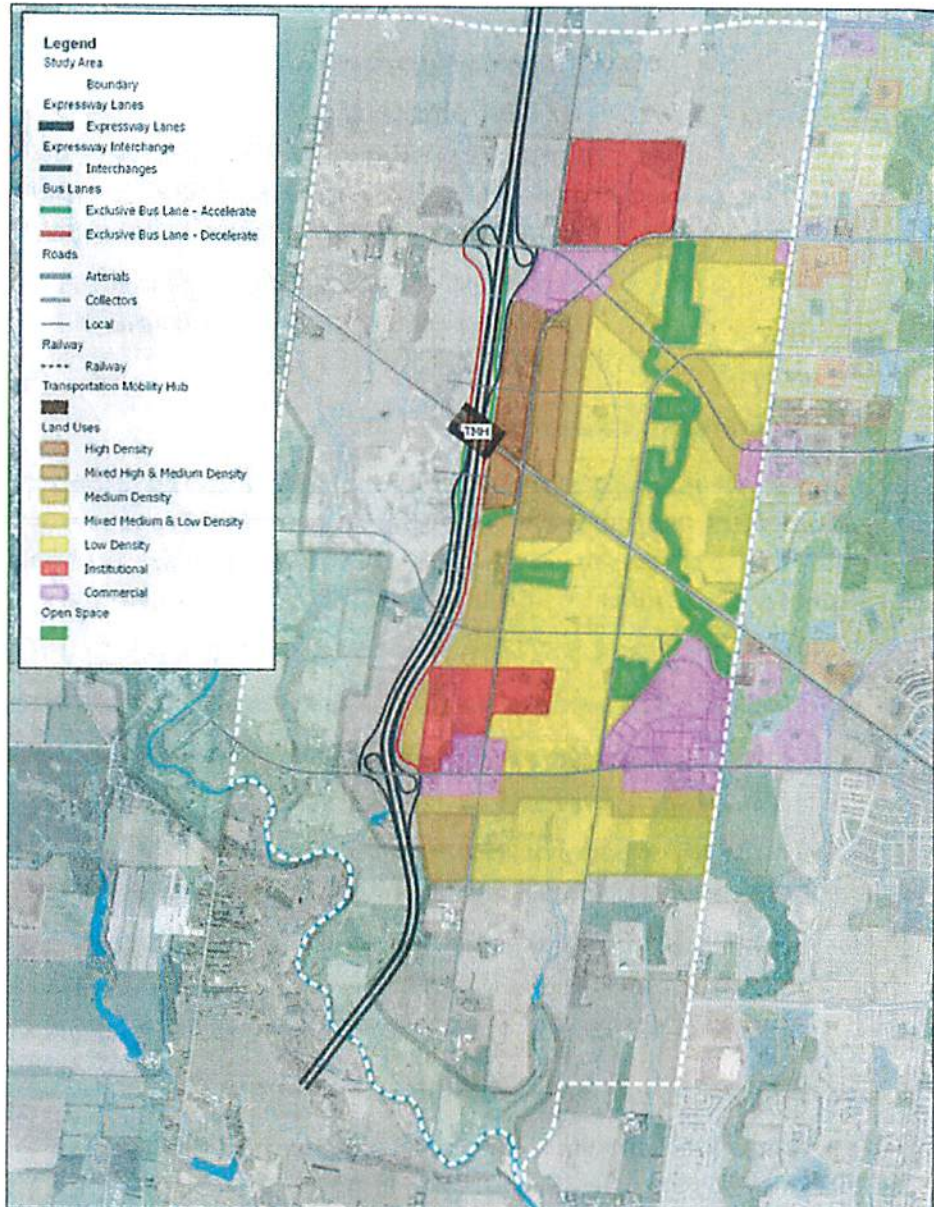 Legend
Study Area
Boundary
Expressway Lanes
Expressway Lanes
Expressway Interchange
Interchanges
Bus Lanes
Exclusive Bus Lane - Accelerate
Exclusive Bus Lane - Decelerate
Roads
Arterials
Collectors
Local
Railway
Railway
Transportation Mobility Hub
Land Uses
High Density
Mixed High & Medium Density
Medium Density
Mixed Medium & Low Density
Low Density
Institutional
Commercial
Open Space
TMH